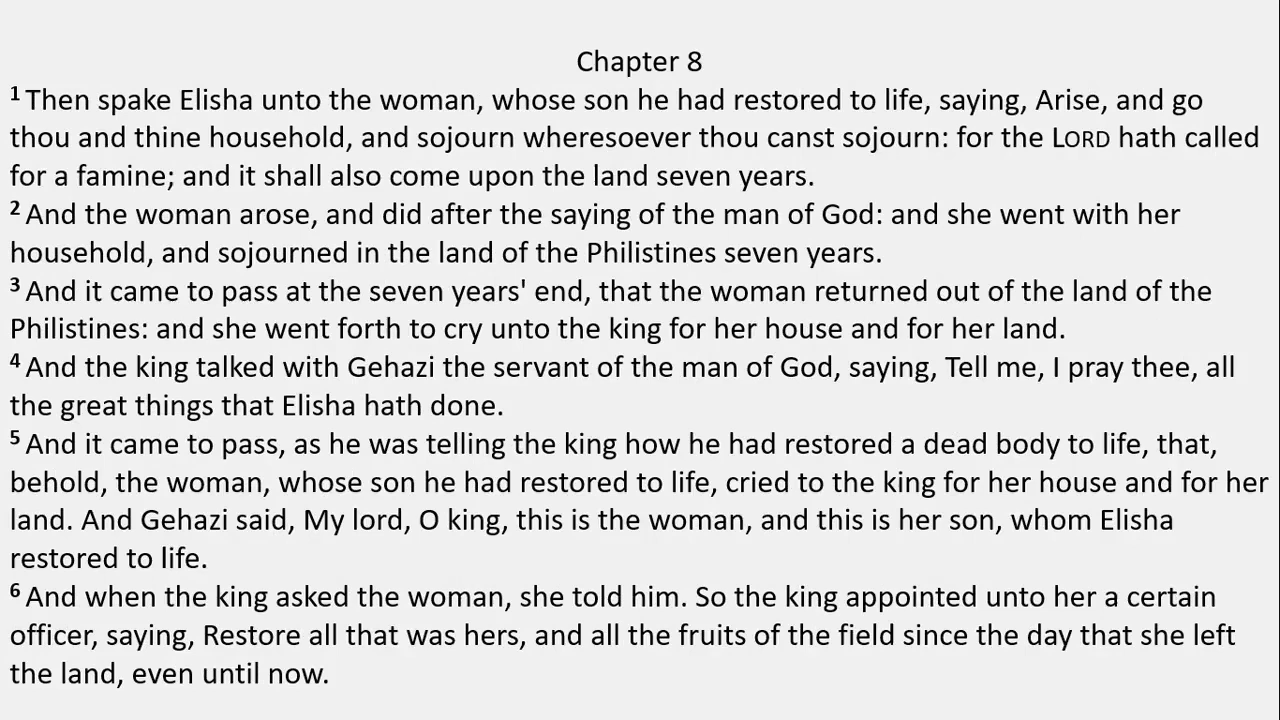 Chapter 8
1 Then spake Elisha unto the woman, whose son he had restored to life, saying, Arise, and go
thou and thine household, and sojourn wheresoever thou canst sojourn: for the LORD hath called
for a famine; and it shall also come upon the land seven years.
2 And the woman arose, and did after the saying of the man of God: and she went with her
household, and sojourned in the land of the Philistines seven years.
3 And it came to pass at the seven years' end, that the woman returned out of the land of the
Philistines: and she went forth to cry unto the king for her house and for her land.
4 And the king talked with Gehazi the servant of the man of God, saying, Tell me, I pray thee, all
the great things that Elisha hath done.
5 And it came to pass, as he was telling the king how he had restored a dead body to life, that,
behold, the woman, whose son he had restored to life, cried to the king for her house and for her
land. And Gehazi said, My lord, O king, this is the woman, and this is her son, whom Elisha
restored to life.
6 And when the king asked the woman, she told him. So the king appointed unto her a certain
officer, saying, Restore all that was hers, and all the fruits of the field since the day that she left
the land, even until now.